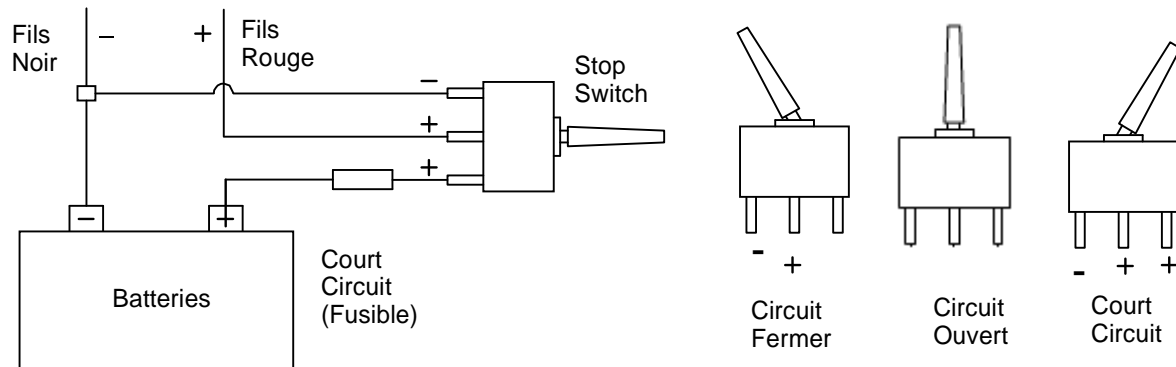 Fils
Noir
−
+
Fils
Rouge
−
+
+
Stop
Switch
−
+
Batteries
Court
Circuit
(Fusible)
-
+
Circuit
Fermer
Circuit
Ouvert
- + +
Court
Circuit